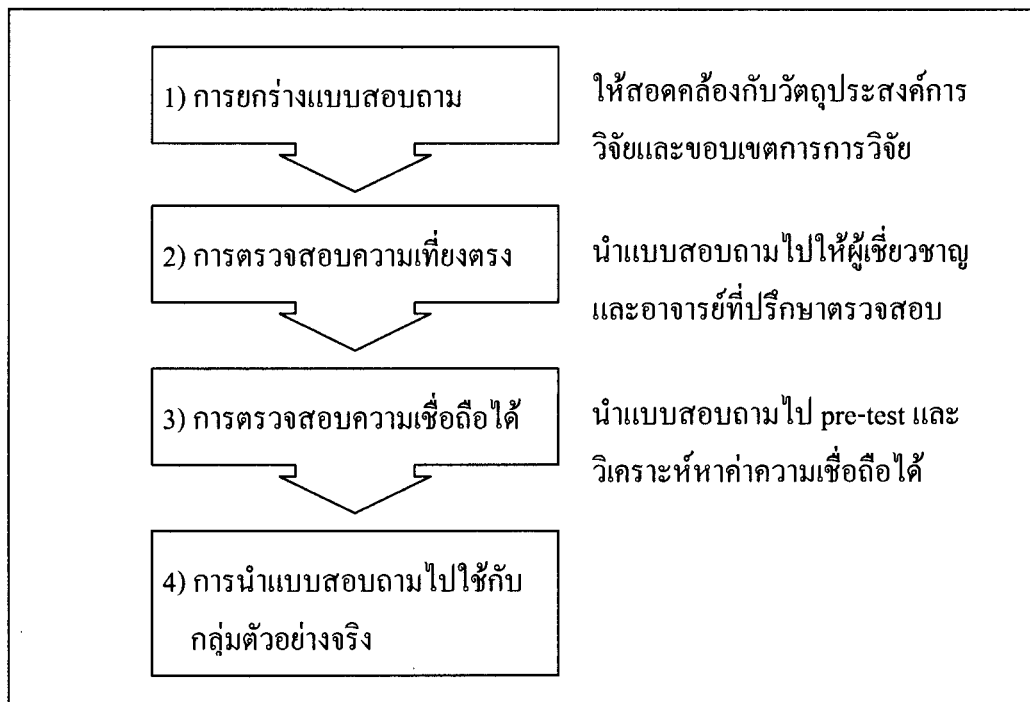 1) การยกร่างแบบสอบถาม
ให้สอดคล้องกับวัตถุประสงค์การ
วิจัยและขอบเขตการการวิจัย
2) การตรวจสอบความเที่ยงตรง
นำแบบสอบถามไปให้ผู้เชี่ยวชาญ
และอาจารย์ที่ปรึกษาตรวจสอบ
3) การตรวจสอบความเชื่อถือได้
นำแบบสอบถามไป pre-test และ
วิเคราะห์หาค่าความเชื่อถือได้
4) การนำแบบสอบถามไปใช้กับ
กลุ่มตัวอย่างจริง